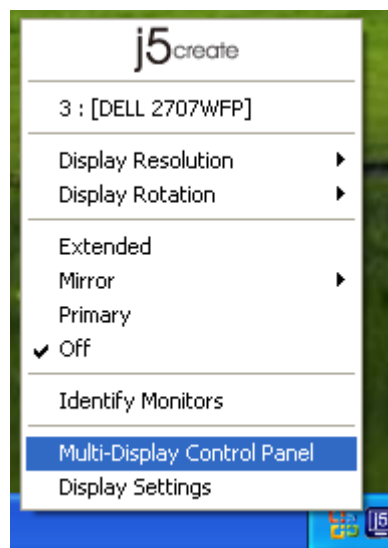 j5create
3 : [DELL 2707WFP]
Display Resolution
Display Rotation
Extended
Mirror
Primary
Off
Identify Monitors
Multi-Display Control Panel
Display Settings
j5